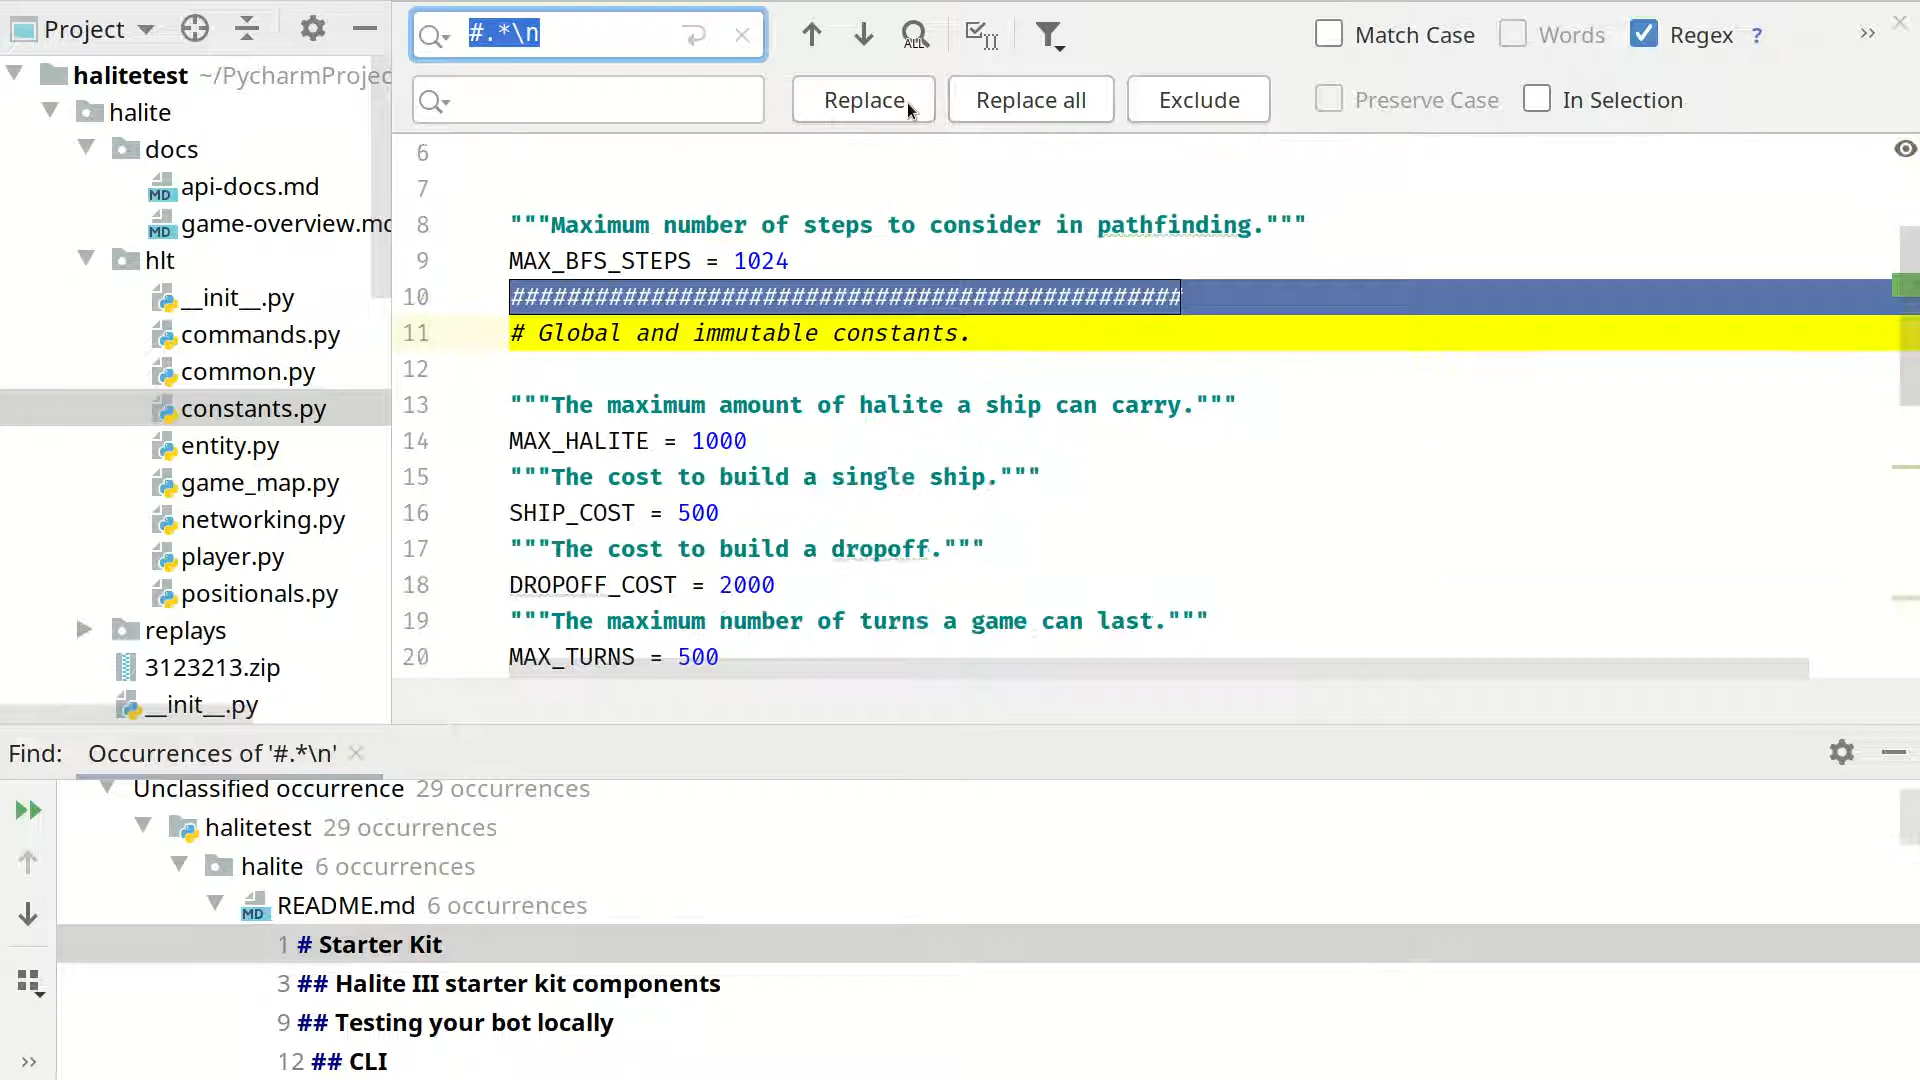 Project
#.*\n
Match Case
Words
Regex ?
Replace
Replace all
Exclude
Preserve Case
In Selection
halitetest ~/PycharmProjec
halite
docs
api-docs.md
game-overview.md
hlt
__init__.py
commands.py
common.py
constants.py
entity.py
game_map.py
networking.py
player.py
positionals.py
replays
3123213.zip
__init__.py
6
7
8 """Maximum number of steps to consider in pathfinding."""
9 MAX_BFS_STEPS = 1024
10 ################################################
11 # Global and immutable constants.
12
13 """The maximum amount of halite a ship can carry."""
14 MAX_HALITE = 1000
15 """The cost to build a single ship."""
16 SHIP_COST = 500
17 """The cost to build a dropoff."""
18 DROPOFF_COST = 2000
19 """The maximum number of turns a game can last."""
20 MAX_TURNS = 500
Find: Occurrences of '#.*\n'
Unclassified occurrence 29 occurrences
halitetest 29 occurrences
halite 6 occurrences
README.md 6 occurrences
1 # Starter Kit
3 ## Halite III starter kit components
9 ## Testing your bot locally
12 ## CLI